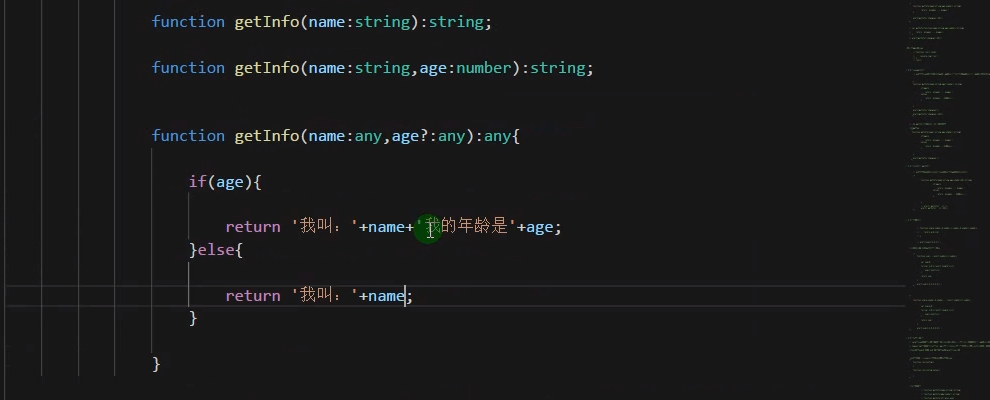 function getInfo(name:string):string;
function getInfo(name:string,age:number):string;
function getInfo(name:any,age?:any):any{
if(age){
return '我叫：'+name+'我的年龄是'+age;
}else{
return '我叫：'+name;
}
}